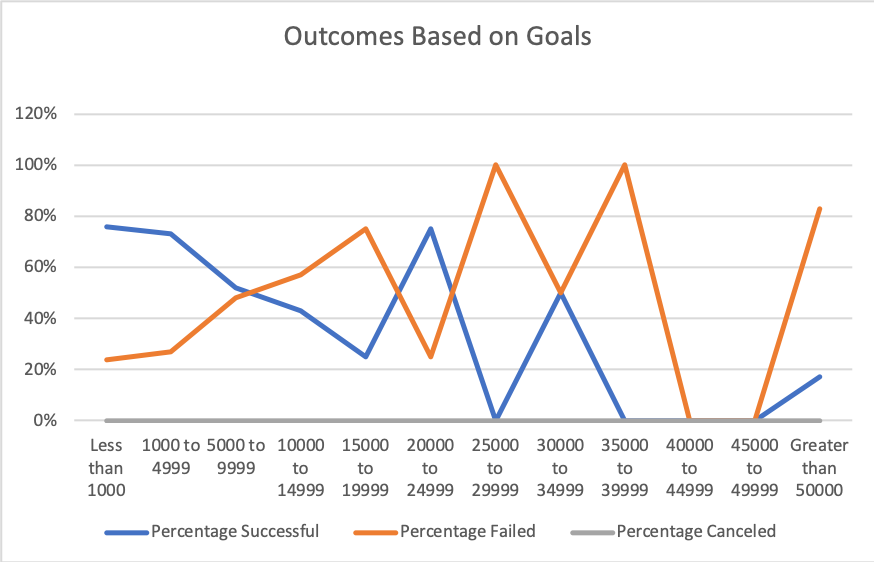 Outcomes Based on Goals
120%
100%
80%
60%
40%
20%
0%
Less than 1000
1000 to 4999
5000 to 9999
10000 to 14999
15000 to 19999
20000 to 24999
25000 to 29999
30000 to 34999
35000 to 39999
40000 to 44999
45000 to 49999
Greater than 50000
Percentage Successful
Percentage Failed
Percentage Canceled